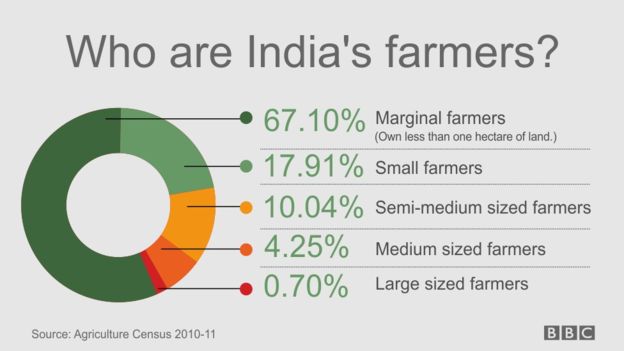 Who are India's farmers?
67.10% Marginal farmers
(Own less than one hectare of land.)
17.91% Small farmers
10.04% Semi-medium sized farmers
4.25% Medium sized farmers
0.70% Large sized farmers
Source: Agriculture Census 2010-11
BBC